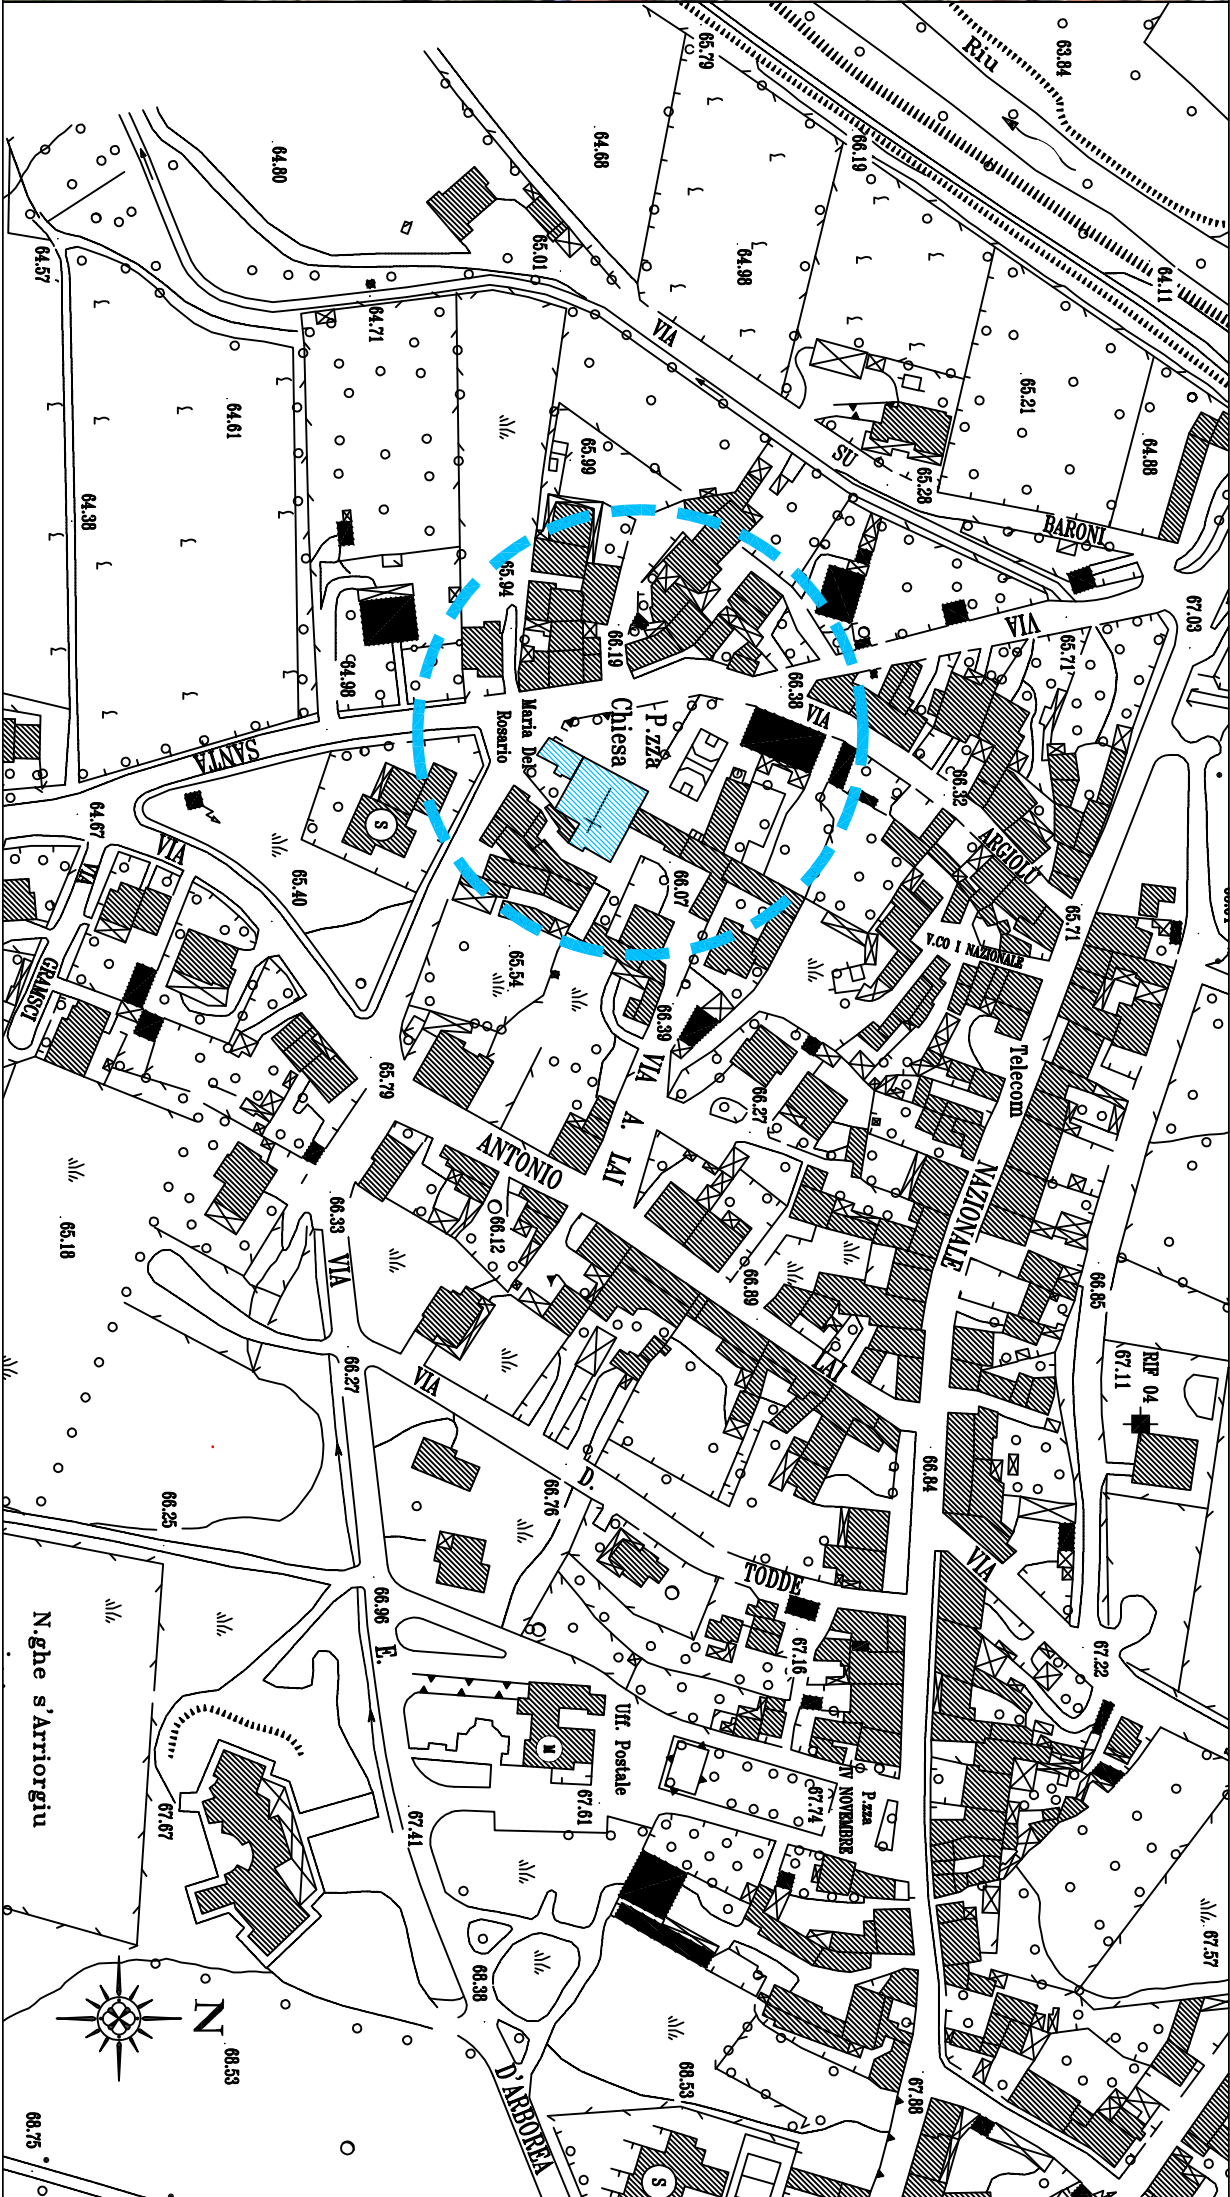 Riu
63.84
65.79
66.19
64.68
64.80
64.11
64.98
64.57
65.01
64.71
VIA
65.21
64.88
64.61
65.99
SU
65.28
64.38
BARONI
65.94
67.03
VIA
65.71
66.19
64.98
66.38
VIA
P.zza
Chiesa
Maria Del
Rosario
SANTA
66.32
ARGIOLU
64.67
VIA
VIA
S
65.40
66.07
65.71
V.CO I NAZIONALE
65.54
GRAMSCI
66.39
VIA
A.
LAI
66.27
Telecom
65.79
ANTONIO
LAI
NAZIONALE
66.33
VIA
66.12
65.18
66.89
66.85
RIF 04
67.11
66.27
VIA
D.
TODDE
66.84
66.76
66.25
VIA
66.96
E.
67.16
67.22
N.ghe s'Arriorgiu
Uff. Postale
M
67.61
67.74
P.zza
IV NOVEMBRE
67.67
67.41
67.57
68.38
N
68.53
D'ARBOREA
68.53
67.88
68.75
S